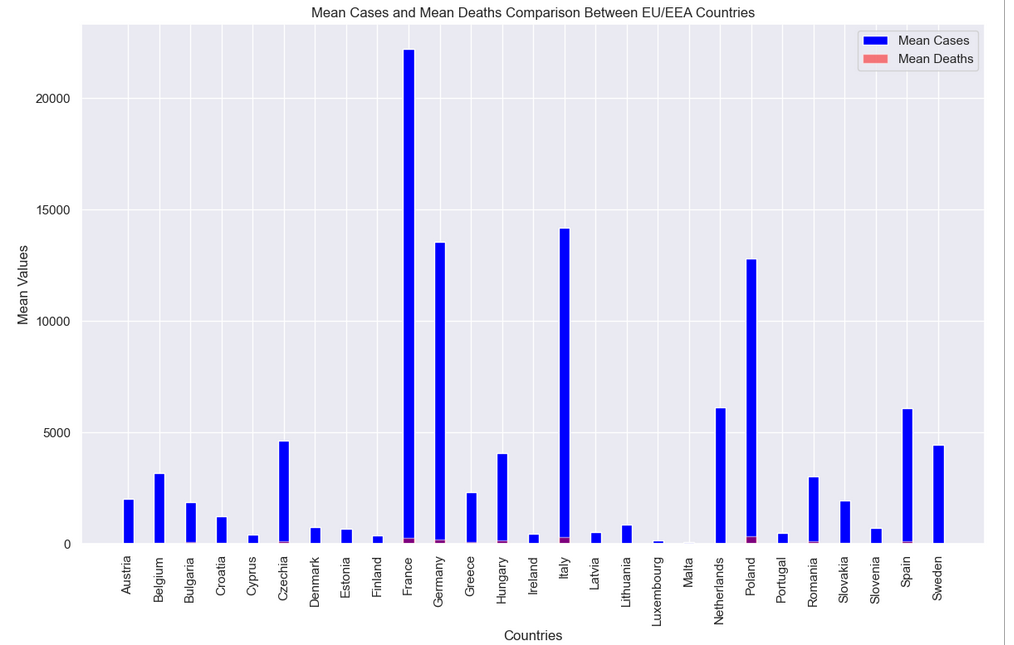 Mean Cases and Mean Deaths Comparison Between EU/EEA Countries
Mean Cases
Mean Deaths
20000
15000
10000
5000
0
Mean Values
Austria
Belgium
Bulgaria
Croatia
Cyprus
Czechia
Denmark
Estonia
Finland
France
Germany
Greece
Hungary
Ireland
Italy
Latvia
Lithuania
Luxembourg
Malta
Netherlands
Poland
Portugal
Romania
Slovakia
Slovenia
Spain
Sweden
Countries